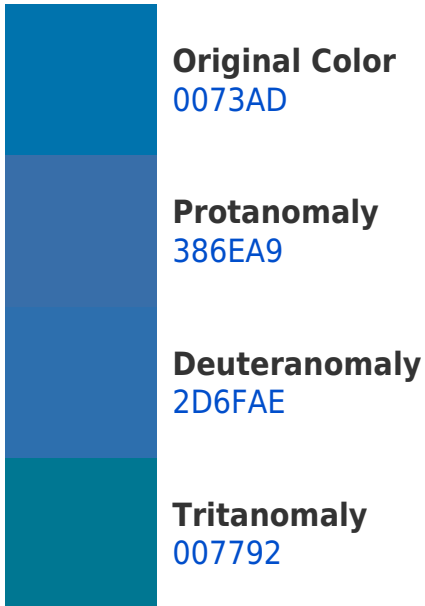 Original Color
0073AD
Protanomaly
386EA9
Deuteranomaly
2D6FAE
Tritanomaly
007792